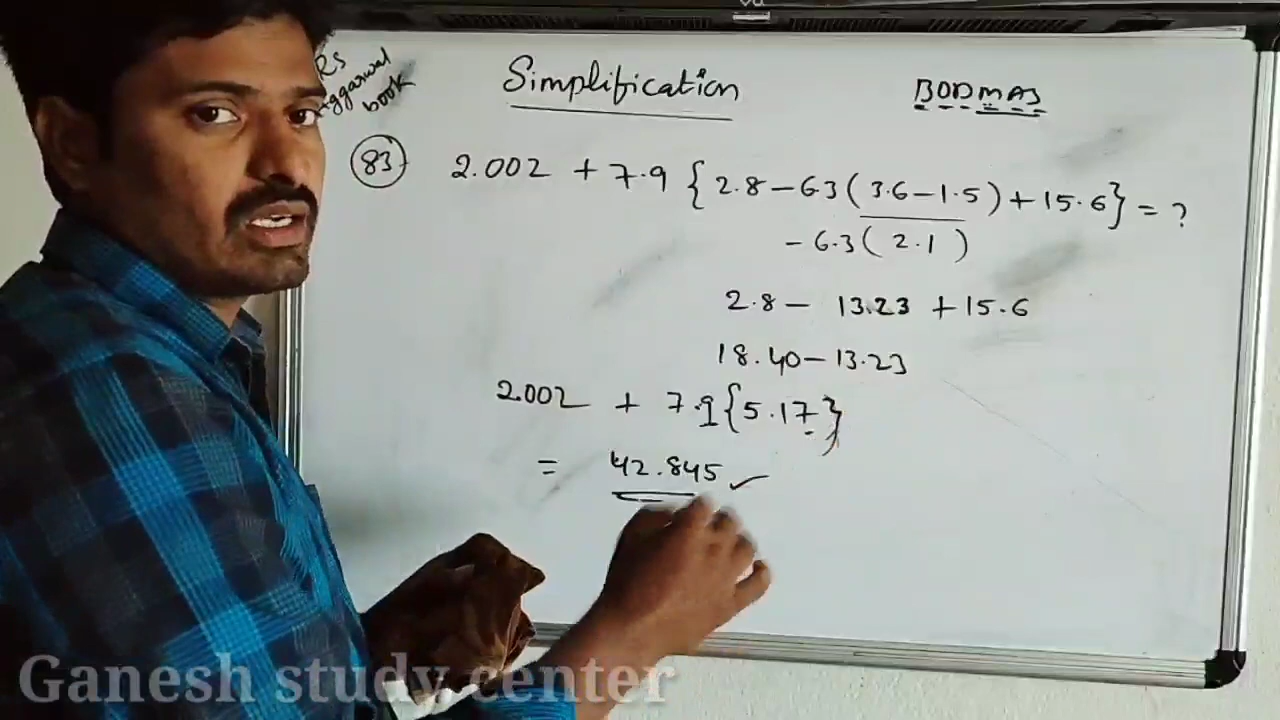 RS
Aggarwal
book
Simplification
BODMAS
83
2.002 + 7.9 {2.8 – 63 (3.6 – 1.5) + 15.6} = ?
– 6.3 ( 2.1 )
2.8 – 13.23 + 15.6
18.40 – 13.23
2.002 + 7.9 {5.17}
= 42.845 ✓
Ganesh study center